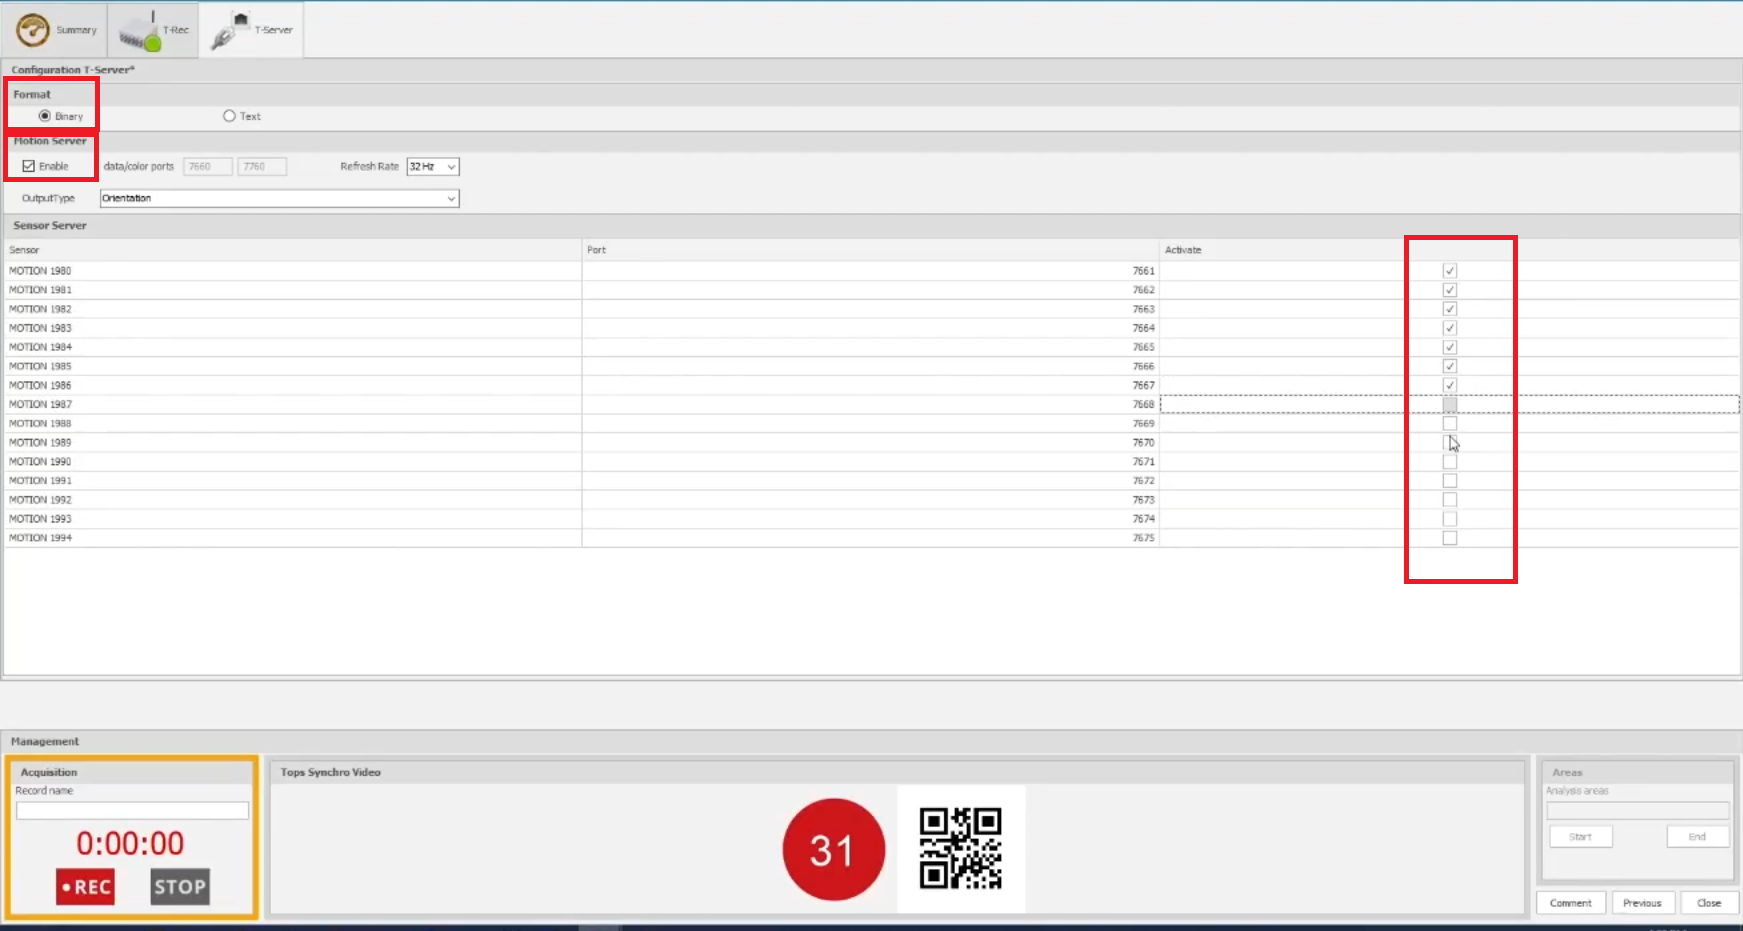 Summary T-Rec T-Server
Configuration T-Server*
Format
Binary Text
Motion Server
Enable data/color ports 7660 7760 Refresh Rate 32 Hz
OutputType Orientation
Sensor Server
Sensor Port Activate
MOTION 1980 7661
MOTION 1981 7662
MOTION 1982 7663
MOTION 1983 7664
MOTION 1984 7665
MOTION 1985 7666
MOTION 1986 7667
MOTION 1987 7668
MOTION 1988 7669
MOTION 1989 7670
MOTION 1990 7671
MOTION 1991 7672
MOTION 1992 7673
MOTION 1993 7674
MOTION 1994 7675
Management
Acquisition
Record name
0:00:00
REC STOP
Tops Synchro Video
31
Areas
Analysis areas
Start End
Comment Previous Close